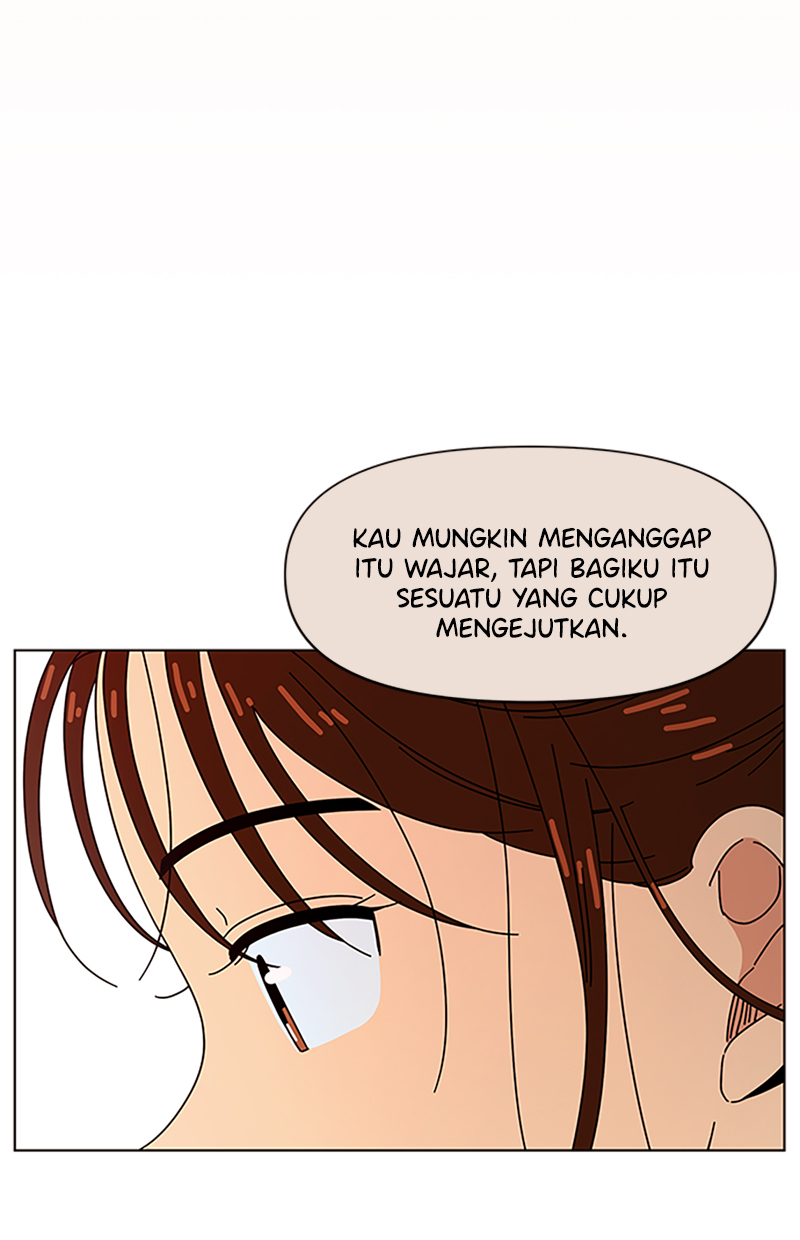 KAU MUNGKIN MENGANGGAP
ITU WAJAR, TAPI BAGIKU ITU
SESUATU YANG CUKUP
MENGEJUTKAN.